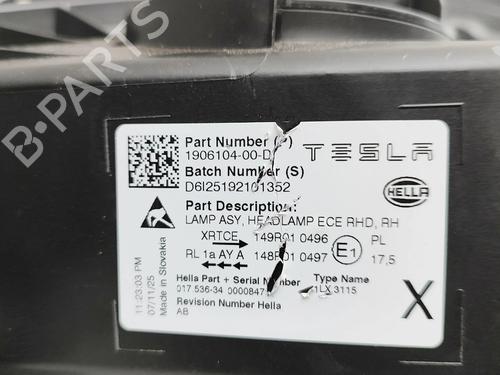 Part Number (P)
1906104-00-D
TESLA
Batch Number (S)
D6I25192101352
HELLA
Part Description:
LAMP ASY, HEADLAMP ECE RHD, RH
XRTCE 149R01 0496 E1 PL
RL 1a AY A 148R01 0497 17,5
Hella Part + Serial Number Type Name
017.536-34 1LX 3115
Revision Number Hella
AB
X
11:23:03 PM
07/11/25
Made in Slovakia
B-PARTS